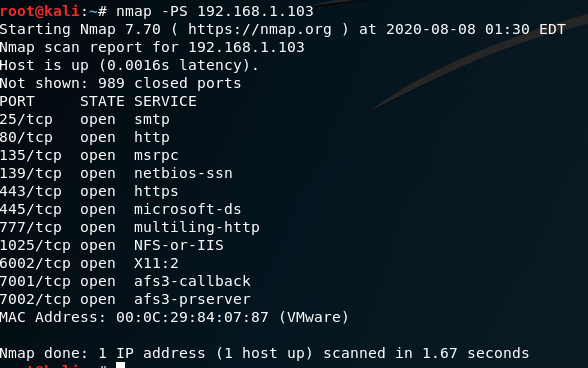 root@kali:~# nmap -PS 192.168.1.103
Starting Nmap 7.70 ( https://nmap.org ) at 2020-08-08 01:30 EDT
Nmap scan report for 192.168.1.103
Host is up (0.0016s latency).
Not shown: 989 closed ports
PORT     STATE SERVICE
25/tcp   open  smtp
80/tcp   open  http
135/tcp  open  msrpc
139/tcp  open  netbios-ssn
443/tcp  open  https
445/tcp  open  microsoft-ds
777/tcp  open  multiling-http
1025/tcp open  NFS-or-IIS
6002/tcp open  X11:2
7001/tcp open  afs3-callback
7002/tcp open  afs3-prserver
MAC Address: 00:0C:29:84:07:87 (VMware)
Nmap done: 1 IP address (1 host up) scanned in 1.67 seconds